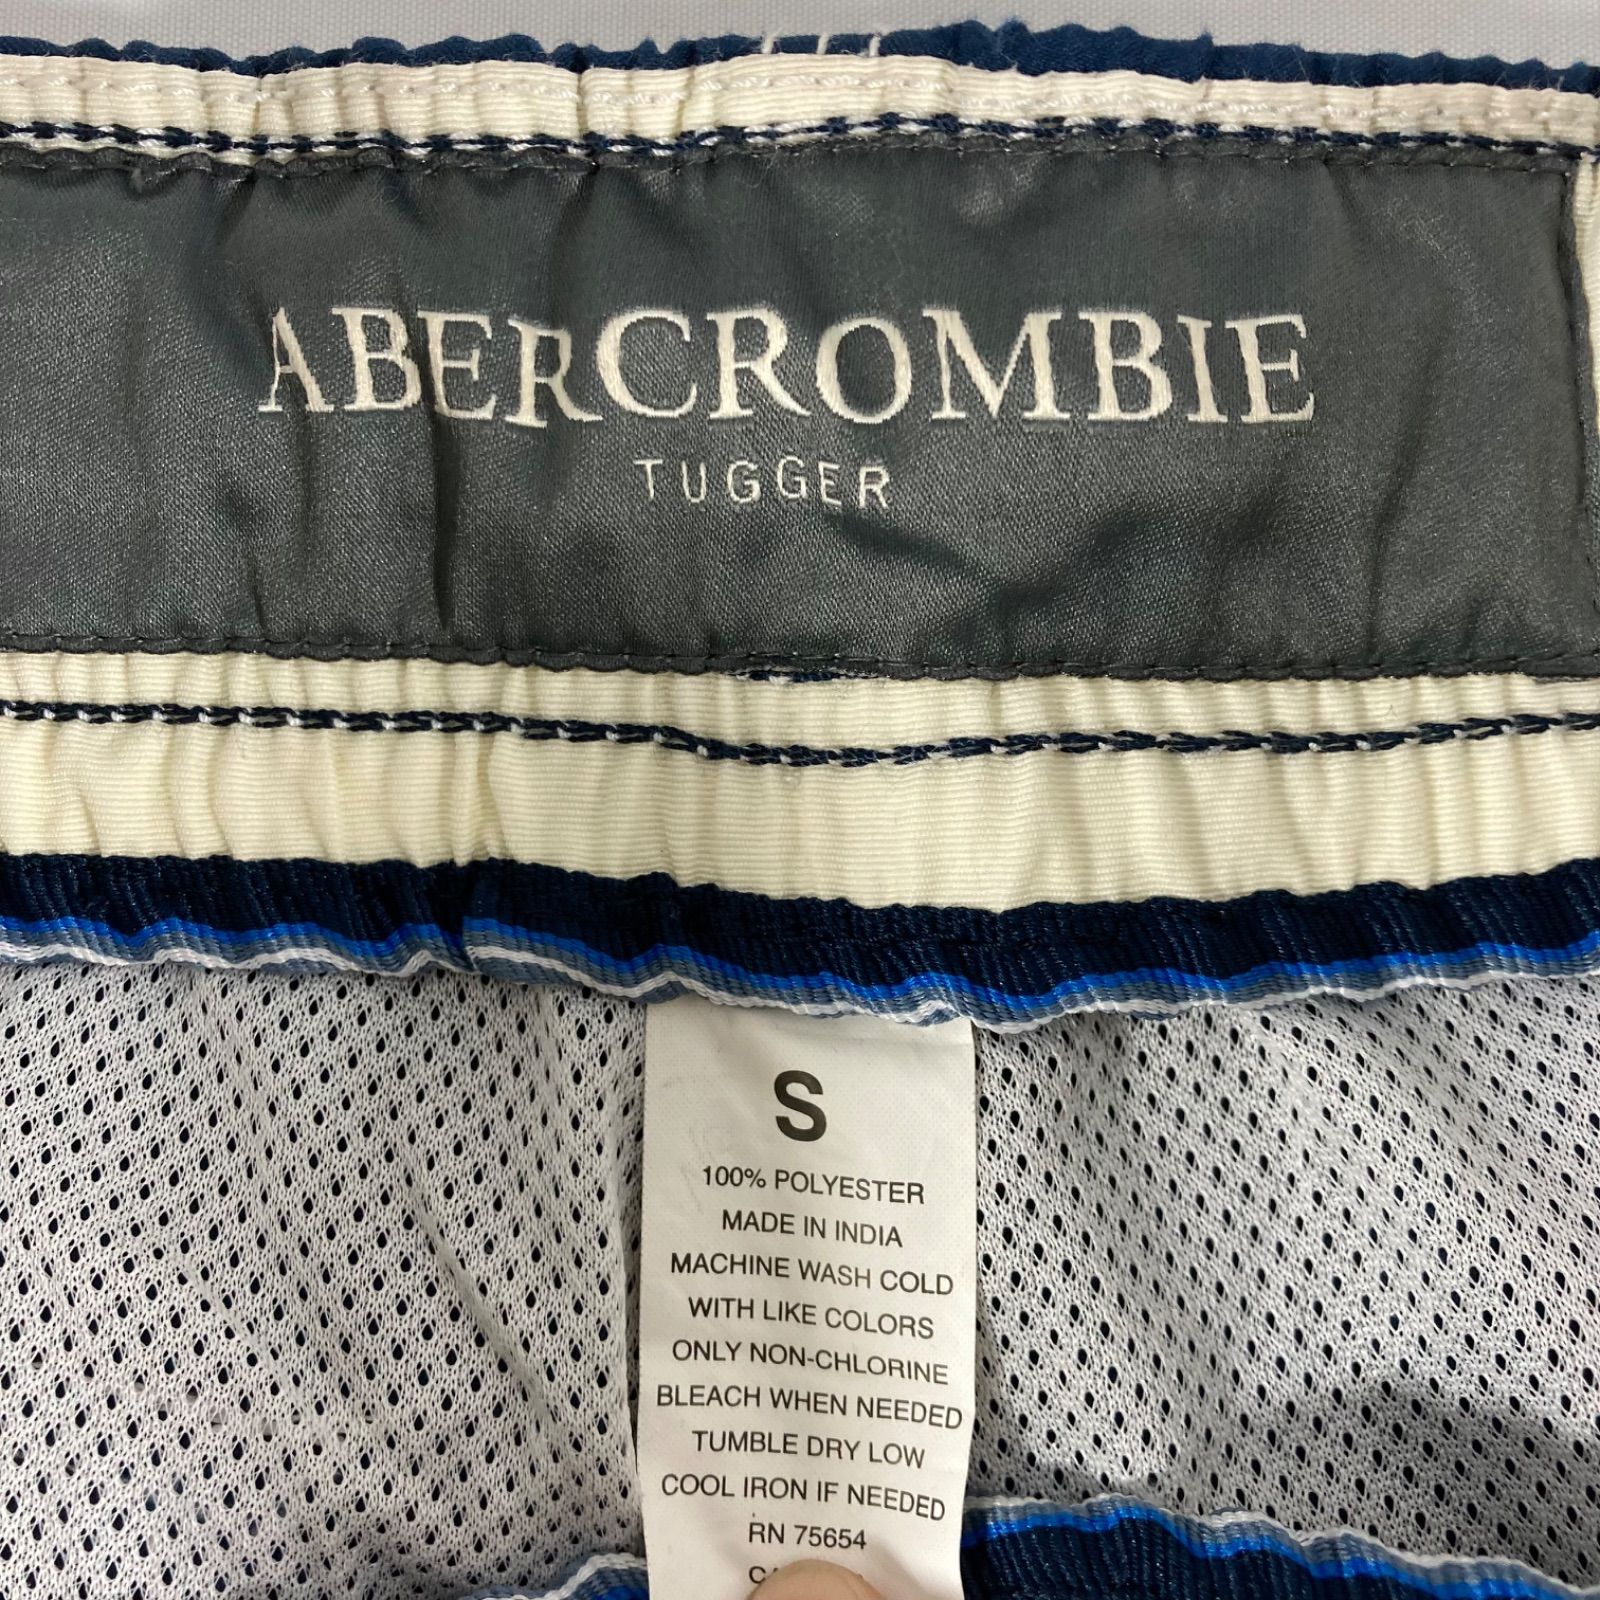 ABERCROMBIE
TUGGER
S
100% POLYESTER
MADE IN INDIA
MACHINE WASH COLD
WITH LIKE COLORS
ONLY NON-CHLORINE
BLEACH WHEN NEEDED
TUMBLE DRY LOW
COOL IRON IF NEEDED
RN 75654